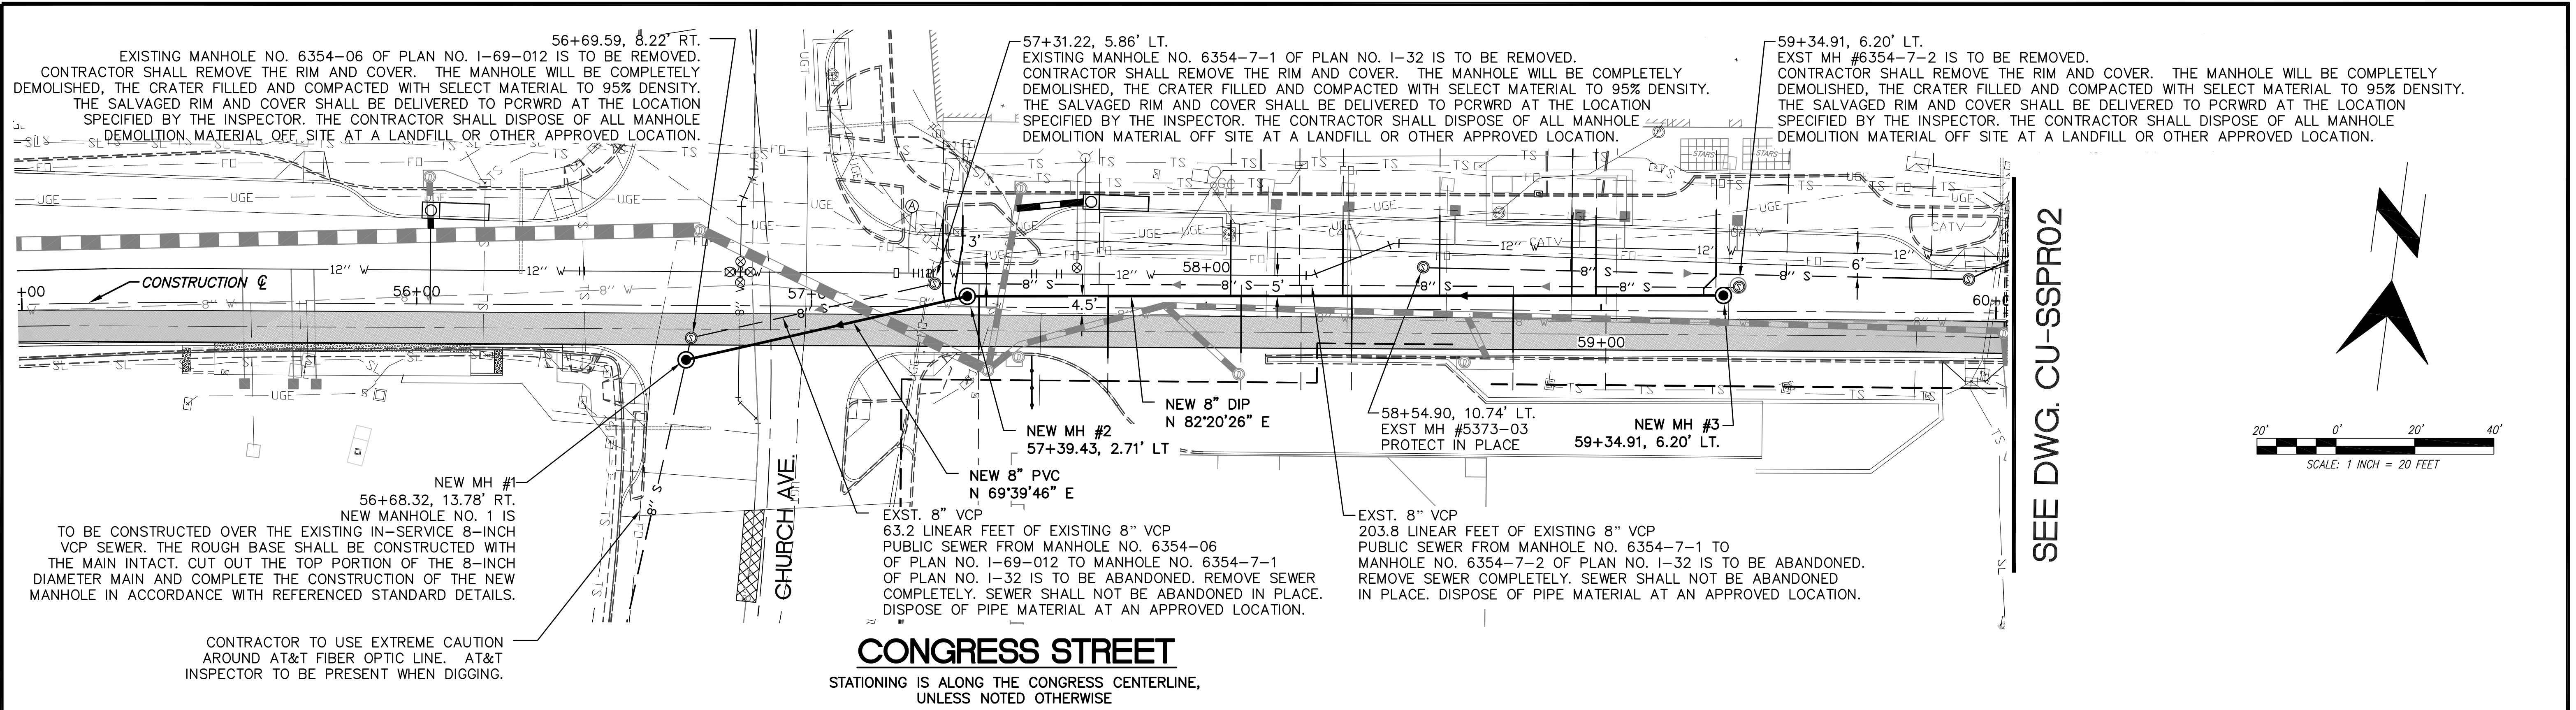 56+69.59, 8.22' RT.
EXISTING MANHOLE NO. 6354-06 OF PLAN NO. I-69-012 IS TO BE REMOVED.
CONTRACTOR SHALL REMOVE THE RIM AND COVER. THE MANHOLE WILL BE COMPLETELY
DEMOLISHED, THE CRATER FILLED AND COMPACTED WITH SELECT MATERIAL TO 95% DENSITY.
THE SALVAGED RIM AND COVER SHALL BE DELIVERED TO PCRWRD AT THE LOCATION
SPECIFIED BY THE INSPECTOR. THE CONTRACTOR SHALL DISPOSE OF ALL MANHOLE
DEMOLITION MATERIAL OFF SITE AT A LANDFILL OR OTHER APPROVED LOCATION.
57+31.22, 5.86' LT.
EXISTING MANHOLE NO. 6354-7-1 OF PLAN NO. I-32 IS TO BE REMOVED.
CONTRACTOR SHALL REMOVE THE RIM AND COVER. THE MANHOLE WILL BE COMPLETELY
DEMOLISHED, THE CRATER FILLED AND COMPACTED WITH SELECT MATERIAL TO 95% DENSITY.
THE SALVAGED RIM AND COVER SHALL BE DELIVERED TO PCRWRD AT THE LOCATION
SPECIFIED BY THE INSPECTOR. THE CONTRACTOR SHALL DISPOSE OF ALL MANHOLE
DEMOLITION MATERIAL OFF SITE AT A LANDFILL OR OTHER APPROVED LOCATION.
59+34.91, 6.20' LT.
EXST MH #6354-7-2 IS TO BE REMOVED.
CONTRACTOR SHALL REMOVE THE RIM AND COVER. THE MANHOLE WILL BE COMPLETELY
DEMOLISHED, THE CRATER FILLED AND COMPACTED WITH SELECT MATERIAL TO 95% DENSITY.
THE SALVAGED RIM AND COVER SHALL BE DELIVERED TO PCRWRD AT THE LOCATION
SPECIFIED BY THE INSPECTOR. THE CONTRACTOR SHALL DISPOSE OF ALL MANHOLE
DEMOLITION MATERIAL OFF SITE AT A LANDFILL OR OTHER APPROVED LOCATION.
CONSTRUCTION ℄
+00
56+00
58+00
59+00
12" W
12" W
12" W
12" W
12" W
8" S
8" S
8" S
8" S
8" S
8" S
3'
4.5'
5'
6'
UGE
UGE
UGE
UGE
CATV
CATV
STARS
STARS
A
NEW 8" DIP
N 82°20'26" E
NEW MH #2
57+39.43, 2.71' LT
NEW 8" PVC
N 69°39'46" E
58+54.90, 10.74' LT.
EXST MH #5373-03
PROTECT IN PLACE
NEW MH #3
59+34.91, 6.20' LT.
NEW MH #1
56+68.32, 13.78' RT.
NEW MANHOLE NO. 1 IS
TO BE CONSTRUCTED OVER THE EXISTING IN-SERVICE 8-INCH
VCP SEWER. THE ROUGH BASE SHALL BE CONSTRUCTED WITH
THE MAIN INTACT. CUT OUT THE TOP PORTION OF THE 8-INCH
DIAMETER MAIN AND COMPLETE THE CONSTRUCTION OF THE NEW
MANHOLE IN ACCORDANCE WITH REFERENCED STANDARD DETAILS.
CONTRACTOR TO USE EXTREME CAUTION
AROUND AT&T FIBER OPTIC LINE. AT&T
INSPECTOR TO BE PRESENT WHEN DIGGING.
CHURCH AVE.
EXST. 8" VCP
63.2 LINEAR FEET OF EXISTING 8" VCP
PUBLIC SEWER FROM MANHOLE NO. 6354-06
OF PLAN NO. I-69-012 TO MANHOLE NO. 6354-7-1
OF PLAN NO. I-32 IS TO BE ABANDONED. REMOVE SEWER
COMPLETELY. SEWER SHALL NOT BE ABANDONED IN PLACE.
DISPOSE OF PIPE MATERIAL AT AN APPROVED LOCATION.
EXST. 8" VCP
203.8 LINEAR FEET OF EXISTING 8" VCP
PUBLIC SEWER FROM MANHOLE NO. 6354-7-1 TO
MANHOLE NO. 6354-7-2 OF PLAN NO. I-32 IS TO BE ABANDONED.
REMOVE SEWER COMPLETELY. SEWER SHALL NOT BE ABANDONED
IN PLACE. DISPOSE OF PIPE MATERIAL AT AN APPROVED LOCATION.
CONGRESS STREET
STATIONING IS ALONG THE CONGRESS CENTERLINE,
UNLESS NOTED OTHERWISE
SEE DWG. CU-SSPR02
N
20' 0' 20' 40'
SCALE: 1 INCH = 20 FEET